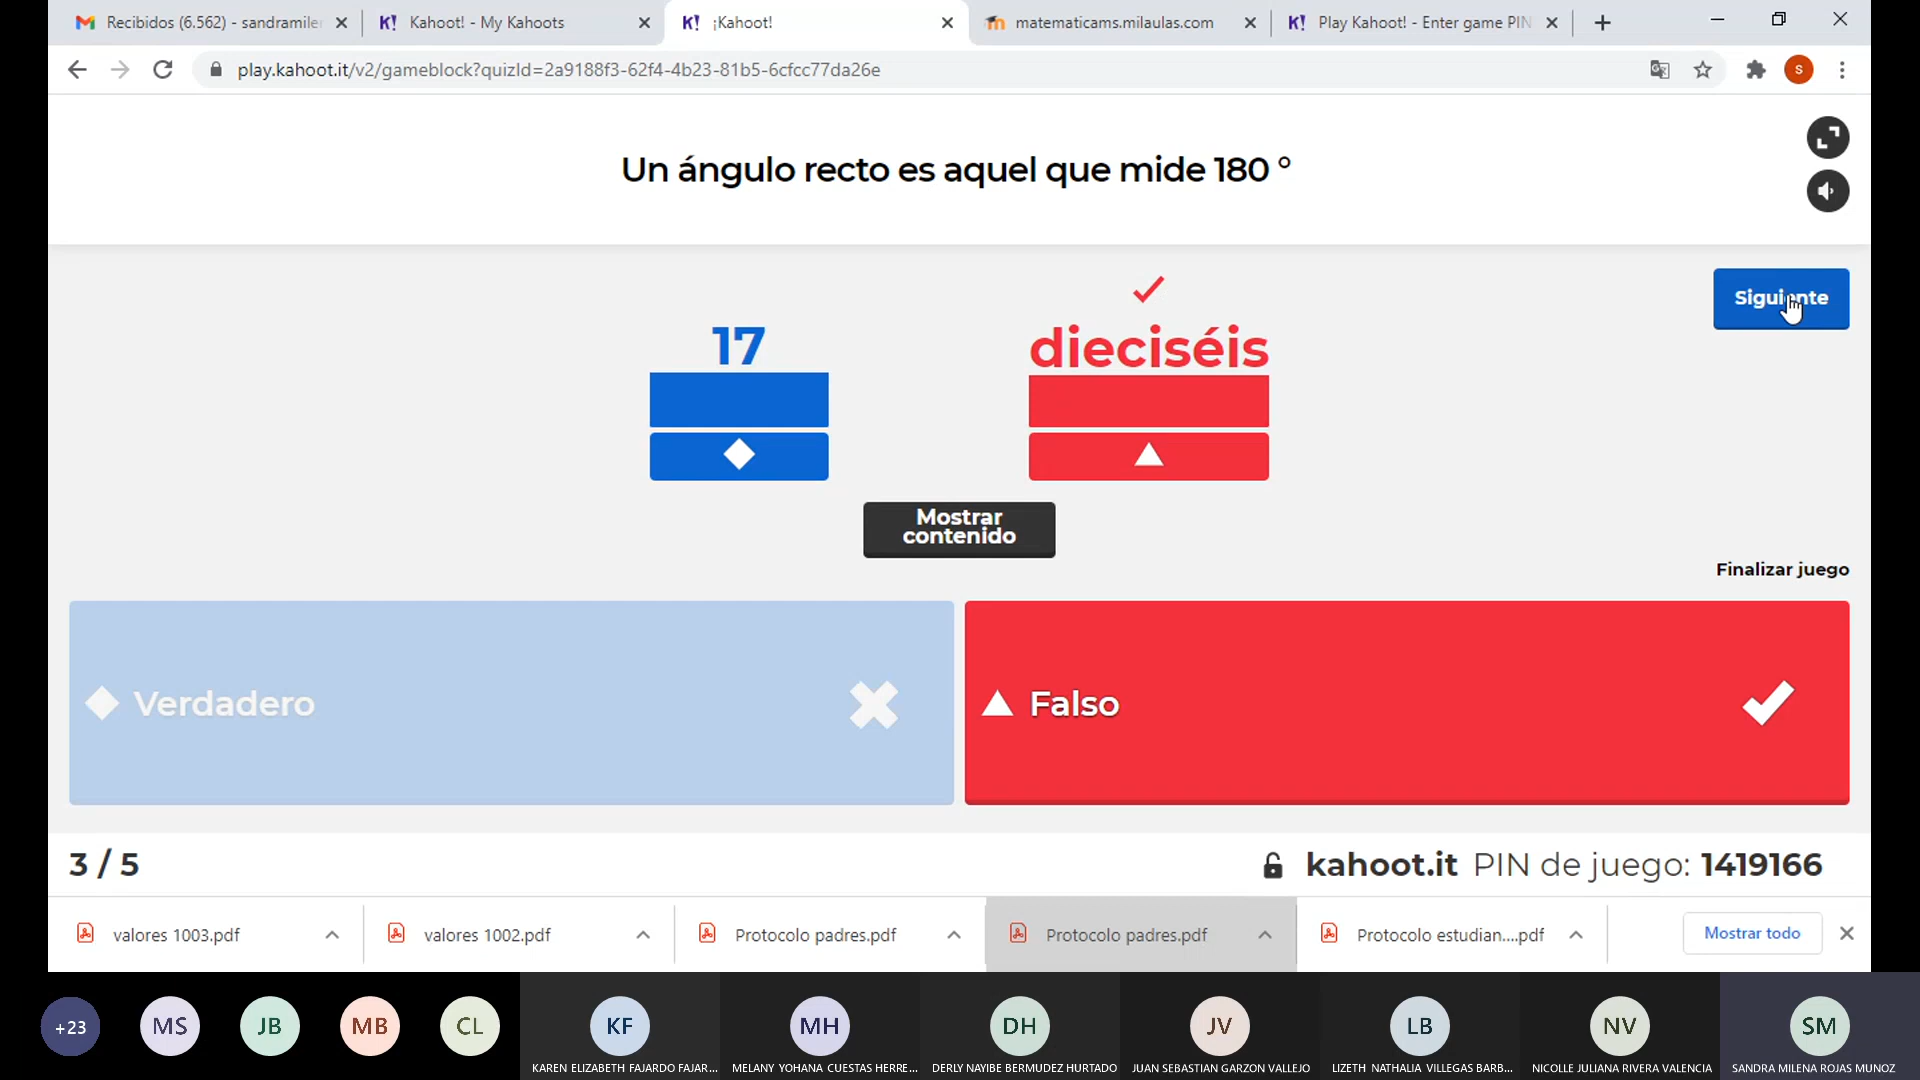 Recibidos (6.562) - sandramiler
K! Kahoot! - My Kahoots
K! ¡Kahoot!
matematicams.milaulas.com
K! Play Kahoot! - Enter game PIN
play.kahoot.it/v2/gameblock?quizId=2a9188f3-62f4-4b23-81b5-6cfcc77da26e
S
Un ángulo recto es aquel que mide 180 °
Siguiente
17
dieciséis
Mostrar
contenido
Finalizar juego
Verdadero
Falso
3 / 5
kahoot.it PIN de juego: 1419166
valores 1003.pdf
valores 1002.pdf
Protocolo padres.pdf
Protocolo padres.pdf
Protocolo estudian....pdf
Mostrar todo
+23
MS
JB
MB
CL
KF
MH
DH
JV
LB
NV
SM
KAREN ELIZABETH FAJARDO FAJAR...
MELANY YOHANA CUESTAS HERRE...
DERLY NAYIBE BERMUDEZ HURTADO
JUAN SEBASTIAN GARZON VALLEJO
LIZETH NATHALIA VILLEGAS BARB...
NICOLLE JULIANA RIVERA VALENCIA
SANDRA MILENA ROJAS MUNOZ